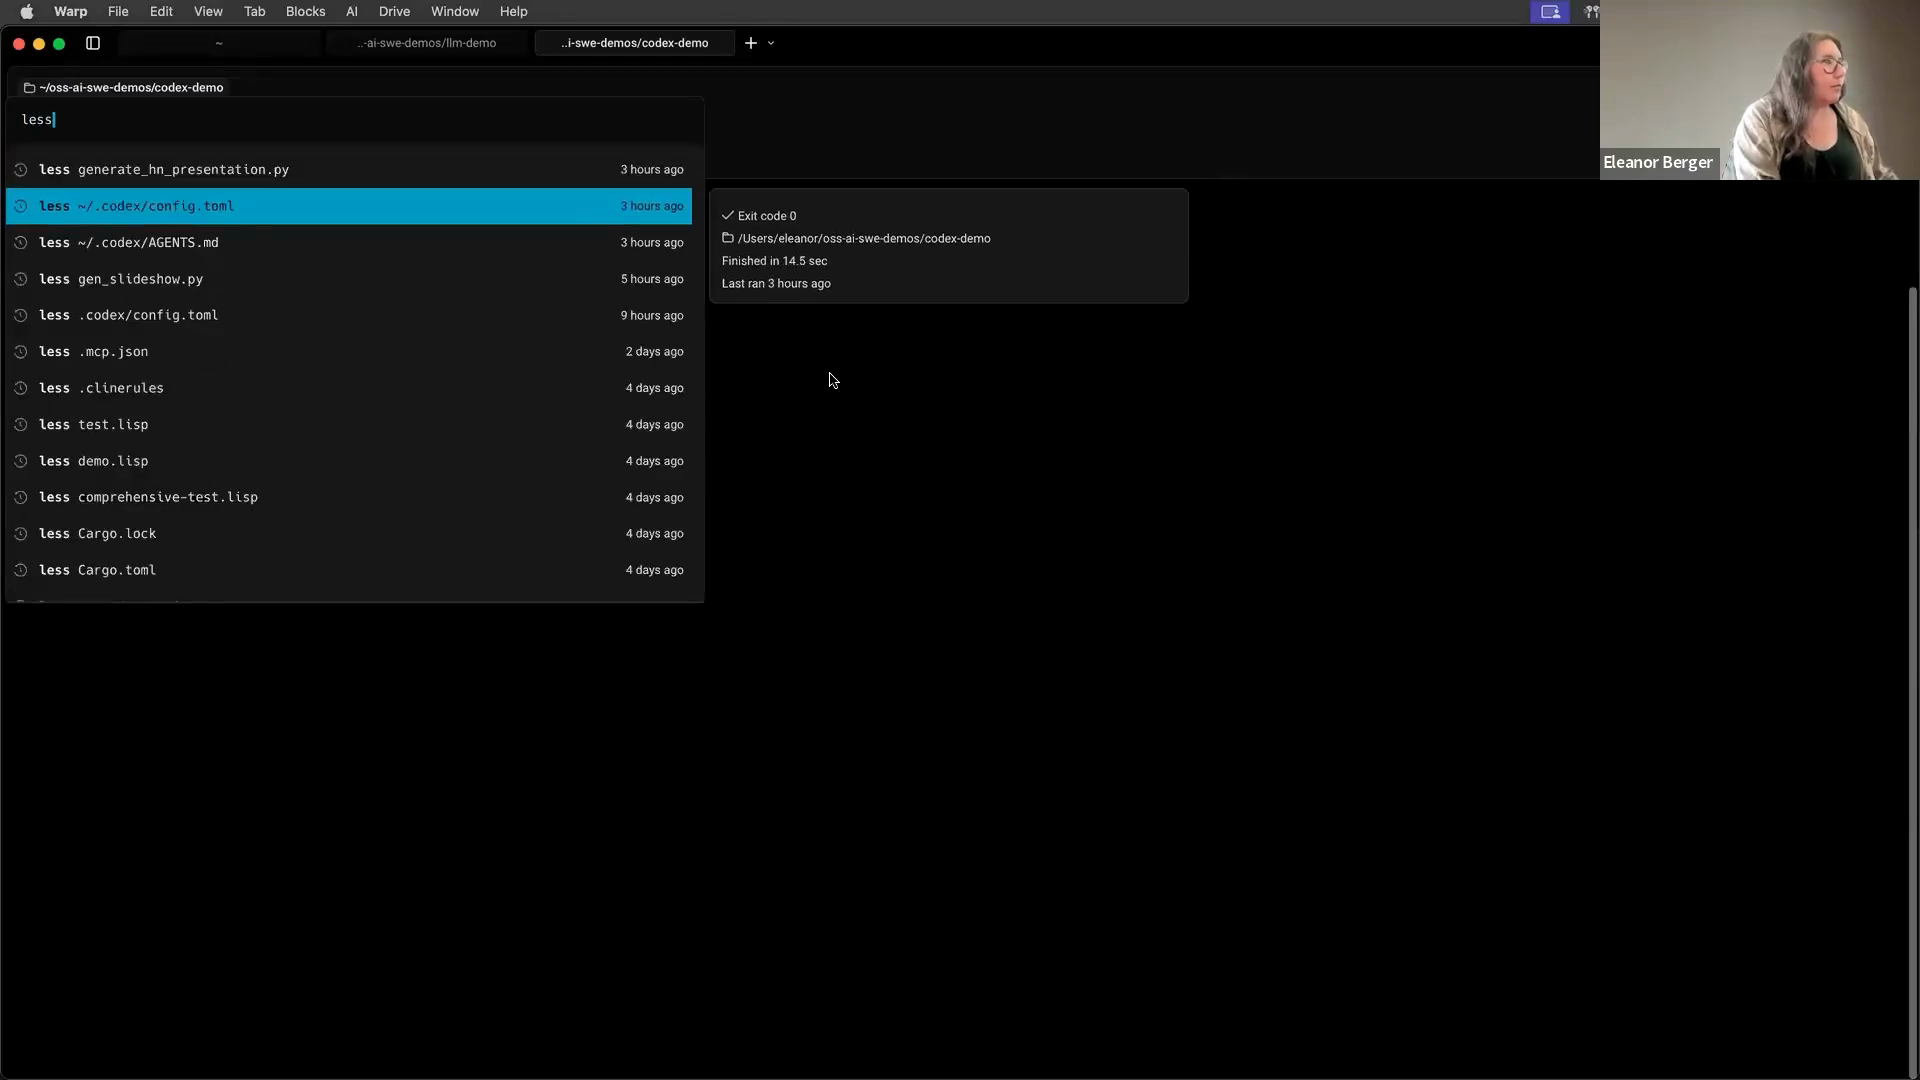 Warp File Edit View Tab Blocks AI Drive Window Help
~ ..-ai-swe-demos/llm-demo ..i-swe-demos/codex-demo
~/oss-ai-swe-demos/codex-demo
less
less generate_hn_presentation.py 3 hours ago
less ~/.codex/config.toml 3 hours ago
less ~/.codex/AGENTS.md 3 hours ago
less gen_slideshow.py 5 hours ago
less .codex/config.toml 9 hours ago
less .mcp.json 2 days ago
less .clinerules 4 days ago
less test.lisp 4 days ago
less demo.lisp 4 days ago
less comprehensive-test.lisp 4 days ago
less Cargo.lock 4 days ago
less Cargo.toml 4 days ago
Exit code 0
/Users/eleanor/oss-ai-swe-demos/codex-demo
Finished in 14.5 sec
Last ran 3 hours ago
Eleanor Berger